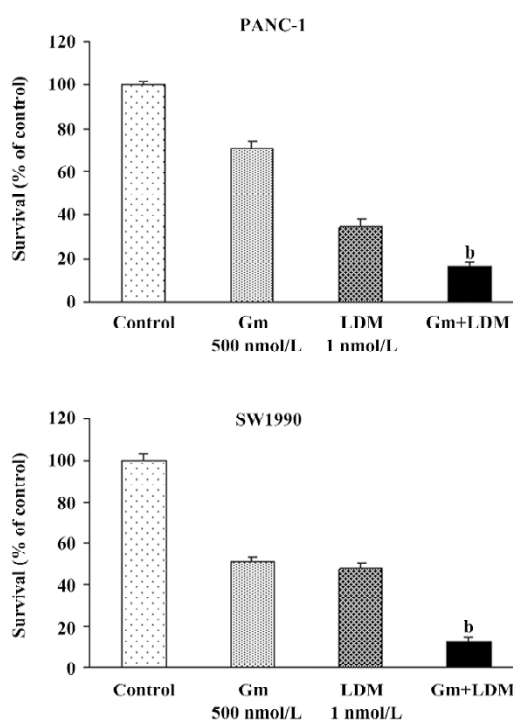 PANC-1
Survival (% of control)
120
100
80
60
40
20
0
b
Control Gm LDM Gm+LDM
500 nmol/L 1 nmol/L
SW1990
Survival (% of control)
120
100
80
60
40
20
0
b
Control Gm LDM Gm+LDM
500 nmol/L 1 nmol/L